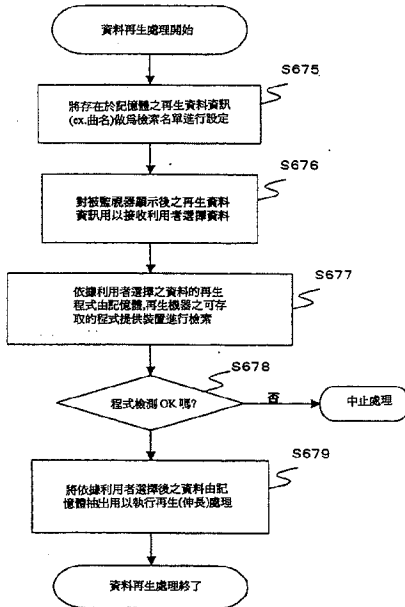 資料再生處理開始
S675
將存在於記憶體之再生資料資訊
(ex.曲名)做為檢索名單進行設定
S676
對被監視器顯示後之再生資料
資訊用以接收利用者選擇資料
S677
依據利用者選擇之資料的再生
程式由記憶體,再生機器之可存
取的程式提供裝置進行檢索
S678
程式檢測OK嗎?
否
中止處理
S679
將依據利用者選擇後之資料由記
憶體抽出用以執行再生(伸長)處理
資料再生處理終了